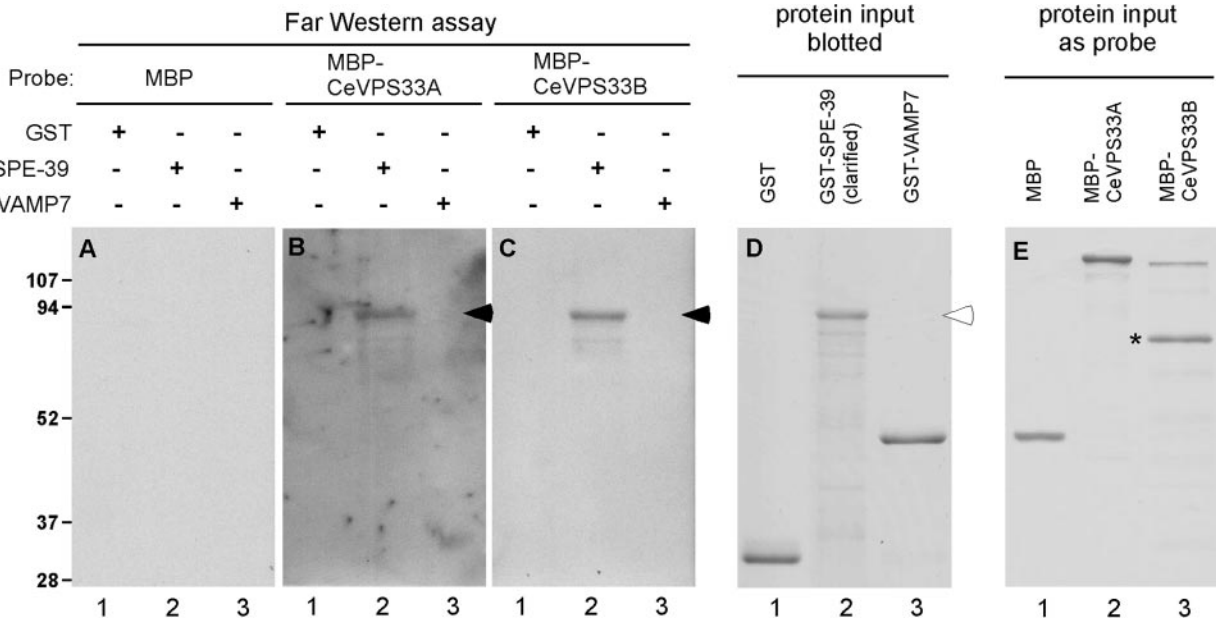 Far Western assay
protein input
blotted
protein input
as probe
Probe:
MBP
MBP-
CeVPS33A
MBP-
CeVPS33B
GST + - - + - - + - -
SPE-39 - + - - + - - + -
VAMP7 - - + - - + - - +
GST
GST-SPE-39
(clarified)
GST-VAMP7
MBP
MBP-
CeVPS33A
MBP-
CeVPS33B
A B C D E
107
94
52
37
28
*
1 2 3 1 2 3 1 2 3 1 2 3 1 2 3